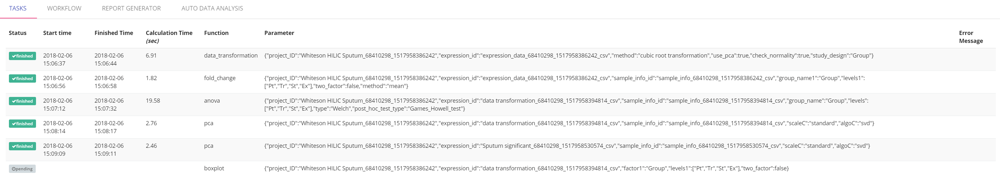 TASKS WORKFLOW REPORT GENERATOR AUTO DATA ANALYSIS
Status Start time Finished Time Calculation Time Function Parameter Error
(sec) Message
finished 2018-02-06 2018-02-06 6.91 data_transformation {"project_ID":"Whiteson HILIC Sputum_68410298_1517958386242","expression_id":"expression_data_68410298_1517958386242_csv","method":"cubic root transformation","use_pca":true,"check_normality":true,"study_design":"Group"}
15:06:37 15:06:44
finished 2018-02-06 2018-02-06 1.82 fold_change {"project_ID":"Whiteson HILIC Sputum_68410298_1517958386242","expression_id":"expression_data_68410298_1517958386242_csv","sample_info_id":"sample_info_68410298_1517958386242_csv","group_name1":"Group","levels1":
15:06:56 15:06:58 ["Pt","Tr","St","Ex"],"two_factor":false,"method":"mean"}
finished 2018-02-06 2018-02-06 19.58 anova {"project_ID":"Whiteson HILIC Sputum_68410298_1517958386242","expression_id":"data transformation_68410298_1517958394814_csv","sample_info_id":"sample_info_68410298_1517958394814_csv","group_name":"Group","levels":
15:07:12 15:07:32 ["Pt","Tr","St","Ex"],"type":"Welch","post_hoc_test_type":"Games_Howell_test"}
finished 2018-02-06 2018-02-06 2.76 pca {"project_ID":"Whiteson HILIC Sputum_68410298_1517958386242","expression_id":"data transformation_68410298_1517958394814_csv","sample_info_id":"sample_info_68410298_1517958394814_csv","scaleC":"standard","algoC":"svd"}
15:08:14 15:08:17
finished 2018-02-06 2018-02-06 2.46 pca {"project_ID":"Whiteson HILIC Sputum_68410298_1517958386242","expression_id":"Sputum significant_68410298_1517958530574_csv","sample_info_id":"sample_info_68410298_1517958530574_csv","scaleC":"standard","algoC":"svd"}
15:09:09 15:09:11
pending boxplot {"project_ID":"Whiteson HILIC Sputum_68410298_1517958386242","expression_id":"data transformation_68410298_1517958394814_csv","factor1":"Group","levels1":["Pt","Tr","St","Ex"],"two_factor":false}